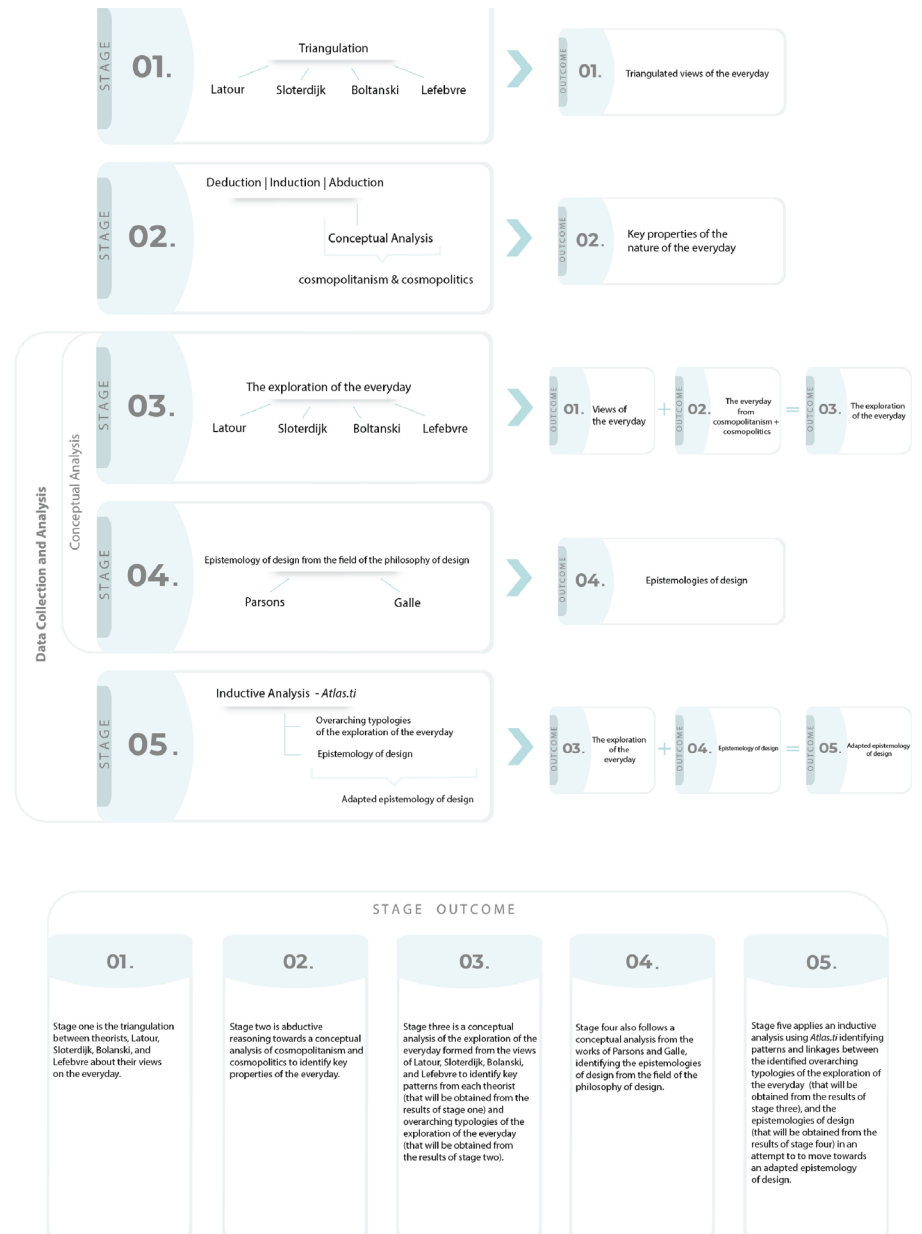 STAGE
01.
Triangulation
Latour Sloterdijk Boltanski Lefebvre
OUTCOME
01.
Triangulated views of the everyday
STAGE
02.
Deduction | Induction | Abduction
Conceptual Analysis
cosmopolitanism & cosmopolitics
OUTCOME
02.
Key properties of the
nature of the everyday
Data Collection and Analysis
Conceptual Analysis
STAGE
03.
The exploration of the everyday
Latour Sloterdijk Boltanski Lefebvre
OUTCOME
01.
Views of
the everyday
+
OUTCOME
02.
The everyday
from
cosmopolitanism +
cosmopolitics
=
OUTCOME
03.
The exploration
of the everyday
STAGE
04.
Epistemology of design from the field of the philosophy of design
Parsons Galle
OUTCOME
04.
Epistemologies of design
STAGE
05.
Inductive Analysis - Atlas.ti
Overarching typologies
of the exploration of the everyday
Epistemology of design
Adapted epistemology of design
OUTCOME
03.
The exploration
of the
everyday
+
OUTCOME
04.
Epistemology of design
=
OUTCOME
05.
Adapted epistemology
of design
STAGE OUTCOME
01.
Stage one is the triangulation
between theorists, Latour,
Sloterdijk, Bolanski, and
Lefebvre about their views
on the everyday.
02.
Stage two is abductive
reasoning towards a conceptual
analysis of cosmopolitanism and
cosmopolitics to identify key
properties of the everyday.
03.
Stage three is a conceptual
analysis of the exploration of the
everyday formed from the views
of Latour, Sloterdijk, Bolanski,
and Lefebvre to identify key
patterns from each theorist
(that will be obtained from the
results of stage one) and
overarching typologies of the
exploration of the everyday
(that will be obtained from
the results of stage two).
04.
Stage four also follows a
conceptual analysis from the
works of Parsons and Galle,
identifying the epistemologies
of design from the field of the
philosophy of design.
05.
Stage five applies an inductive
analysis using Atlas.ti identifying
patterns and linkages between
the identified overarching
typologies of the exploration of
the everyday (that will be
obtained from the results of
stage three), and the
epistemologies of design
(that will be obtained from the
results of stage four) in an
attempt to to move towards
an adapted epistemology
of design.